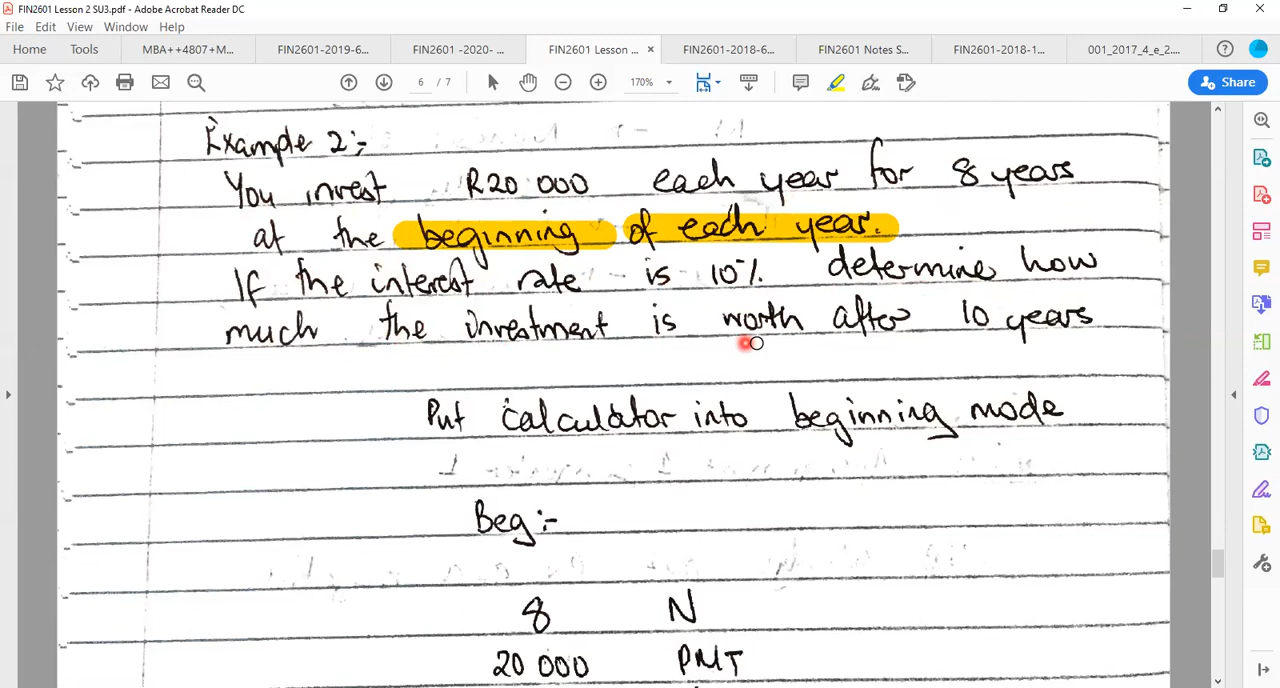 FIN2601 Lesson 2 SU3.pdf - Adobe Acrobat Reader DC
File Edit View Window Help
Home Tools MBA++4807+M... FIN2601-2019-6... FIN2601 -2020- ... FIN2601 Lesson ... FIN2601-2018-6... FIN2601 Notes S... FIN2601-2018-1... 001_2017_4_e_2....
6 / 7 170% Share
Example 2:-
You invest R20 000 each year for 8 years
at the beginning of each year.
If the interest rate is 10% determine how
much the investment is worth after 10 years
Put calculator into beginning mode
Beg :-
8 N
20 000 PMT